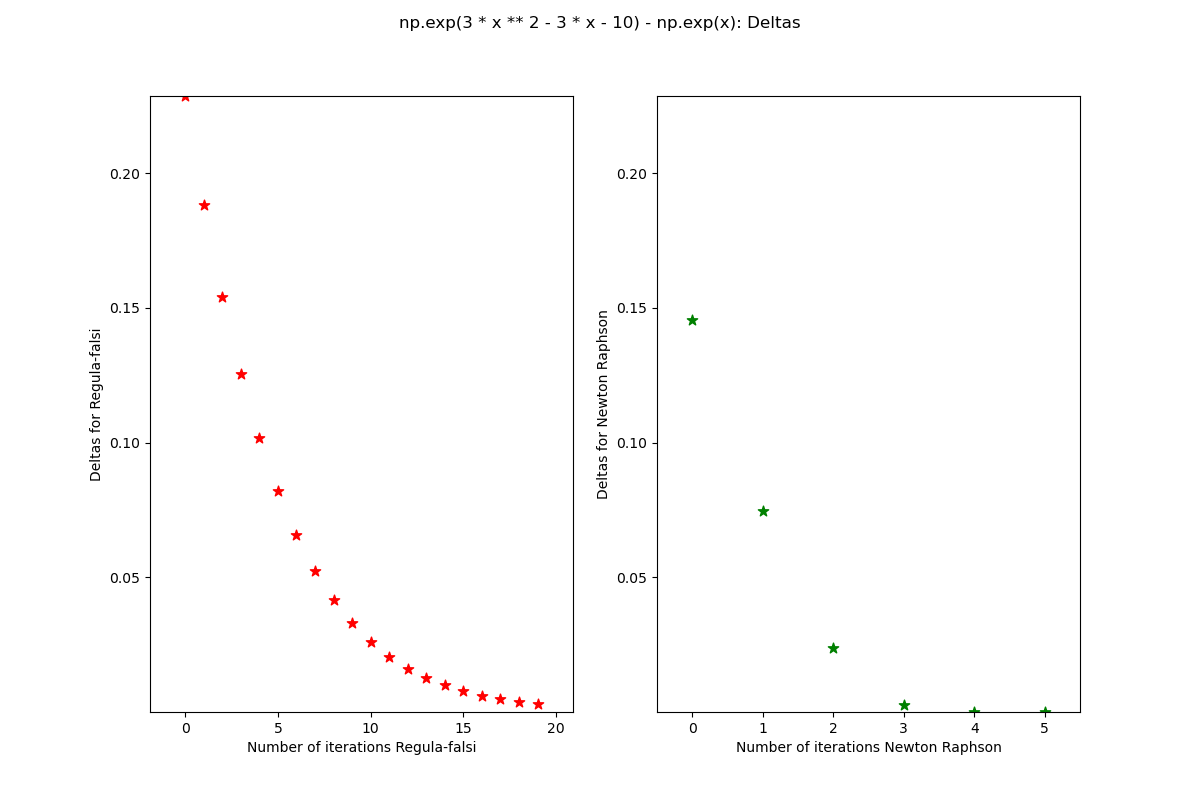 np.exp(3 * x ** 2 - 3 * x - 10) - np.exp(x): Deltas
Deltas for Regula-falsi
0.20
0.15
0.10
0.05
0 5 10 15 20
Number of iterations Regula-falsi
Deltas for Newton Raphson
0.20
0.15
0.10
0.05
0 1 2 3 4 5
Number of iterations Newton Raphson